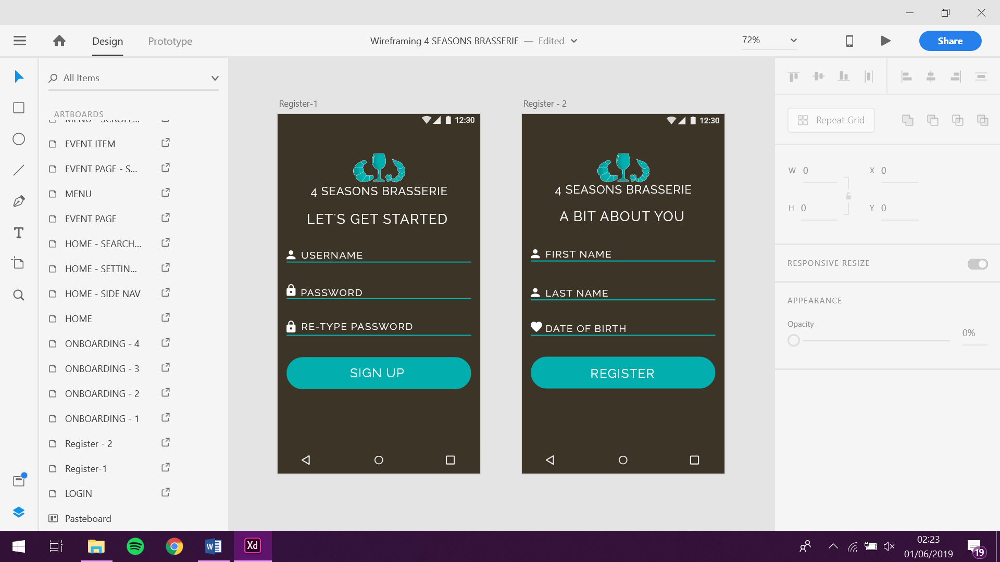 Design
Prototype
Wireframing 4 SEASONS BRASSERIE — Edited
72%
Share
All Items
ARTBOARDS
EVENT ITEM
EVENT PAGE - S...
MENU
EVENT PAGE
HOME - SEARCH...
HOME - SETTIN...
HOME - SIDE NAV
HOME
ONBOARDING - 4
ONBOARDING - 3
ONBOARDING - 2
ONBOARDING - 1
Register - 2
Register-1
LOGIN
Pasteboard
Register-1
12:30
4 SEASONS BRASSERIE
LET'S GET STARTED
USERNAME
PASSWORD
RE-TYPE PASSWORD
SIGN UP
Register - 2
12:30
4 SEASONS BRASSERIE
A BIT ABOUT YOU
FIRST NAME
LAST NAME
DATE OF BIRTH
REGISTER
Repeat Grid
W 0
X 0
H 0
Y 0
RESPONSIVE RESIZE
APPEARANCE
Opacity
0%
Xd
02:23
01/06/2019
19